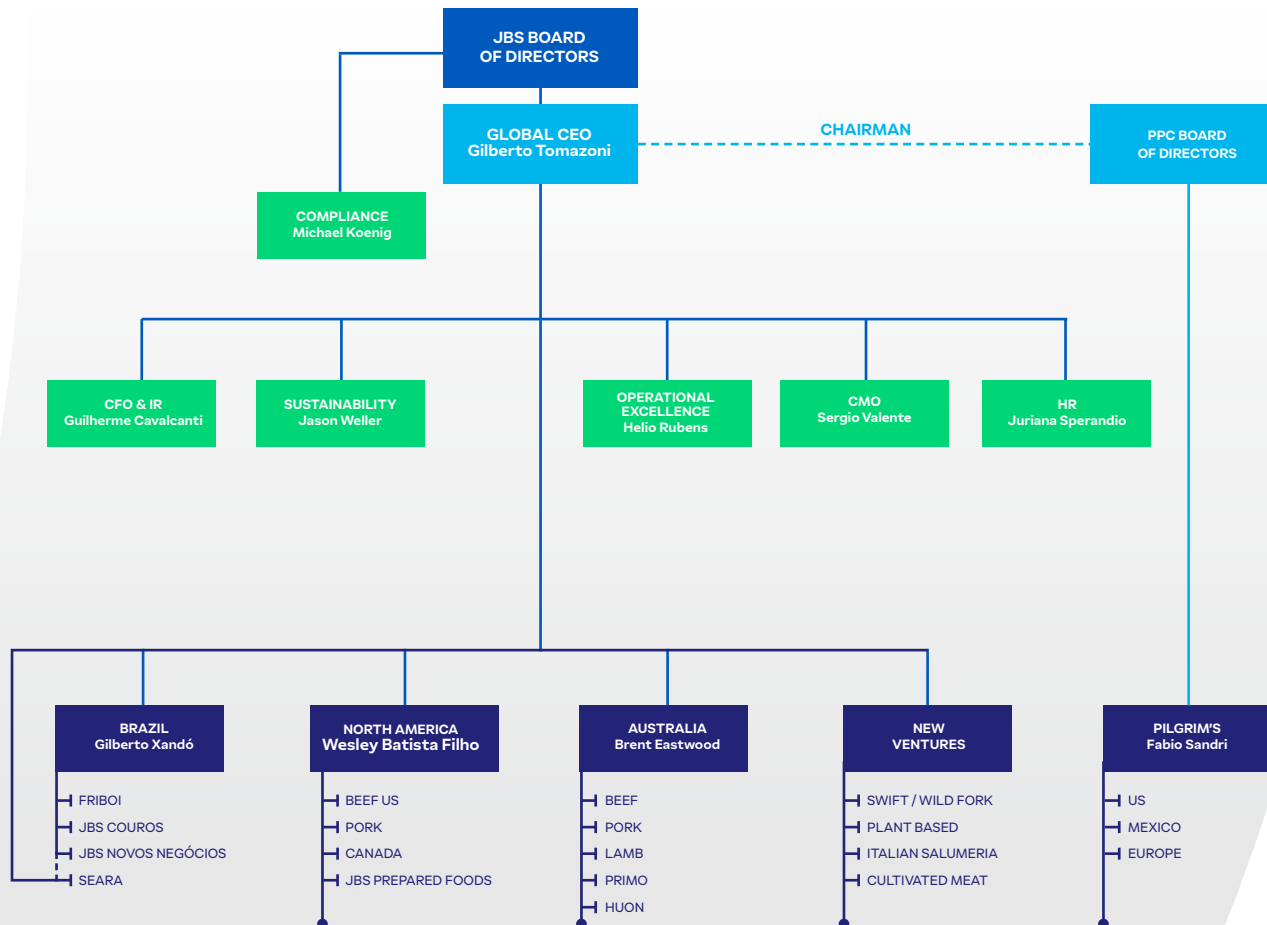 JBS BOARD
OF DIRECTORS
GLOBAL CEO
Gilberto Tomazoni
CHAIRMAN
PPC BOARD
OF DIRECTORS
COMPLIANCE
Michael Koenig
CFO & IR
Guilherme Cavalcanti
SUSTAINABILITY
Jason Weller
OPERATIONAL
EXCELLENCE
Helio Rubens
CMO
Sergio Valente
HR
Juriana Sperandio
BRAZIL
Gilberto Xandó
FRIBOI
JBS COUROS
JBS NOVOS NEGÓCIOS
SEARA
NORTH AMERICA
Wesley Batista Filho
BEEF US
PORK
CANADA
JBS PREPARED FOODS
AUSTRALIA
Brent Eastwood
BEEF
PORK
LAMB
PRIMO
HUON
NEW
VENTURES
SWIFT / WILD FORK
PLANT BASED
ITALIAN SALUMERIA
CULTIVATED MEAT
PILGRIM'S
Fabio Sandri
US
MEXICO
EUROPE